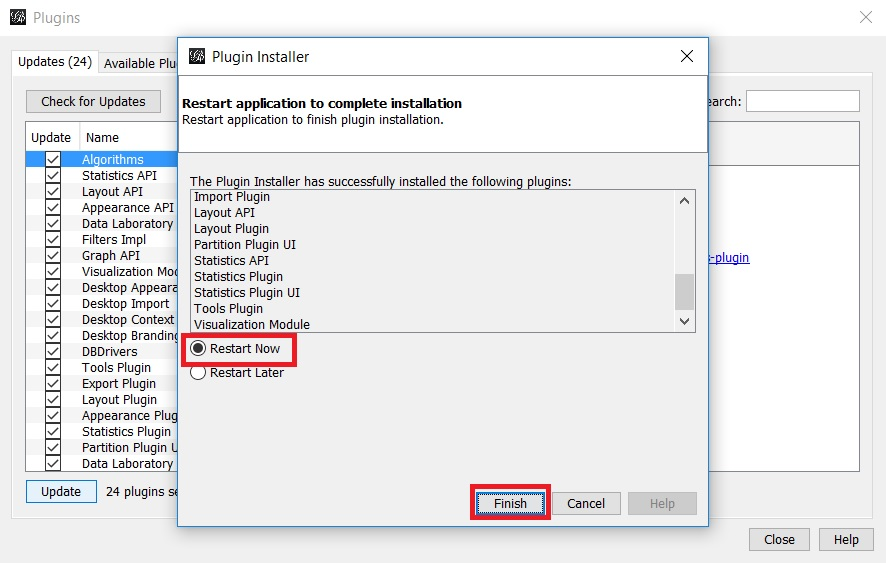 Plugins
Updates (24)
Available Plu
Check for Updates
earch:
Update Name
Algorithms
Statistics API
Layout API
Appearance API
Data Laboratory
Filters Impl
Graph API
Visualization Mod
Desktop Appeara
Desktop Import
Desktop Context
Desktop Branding
DBDrivers
Tools Plugin
Export Plugin
Layout Plugin
Appearance Plug
Statistics Plugin
Partition Plugin U
Data Laboratory
-plugin
Update
24 plugins se
Plugin Installer
Restart application to complete installation
Restart application to finish plugin installation.
The Plugin Installer has successfully installed the following plugins:
Import Plugin
Layout API
Layout Plugin
Partition Plugin UI
Statistics API
Statistics Plugin
Statistics Plugin UI
Tools Plugin
Visualization Module
Restart Now
Restart Later
Finish
Cancel
Help
Close
Help